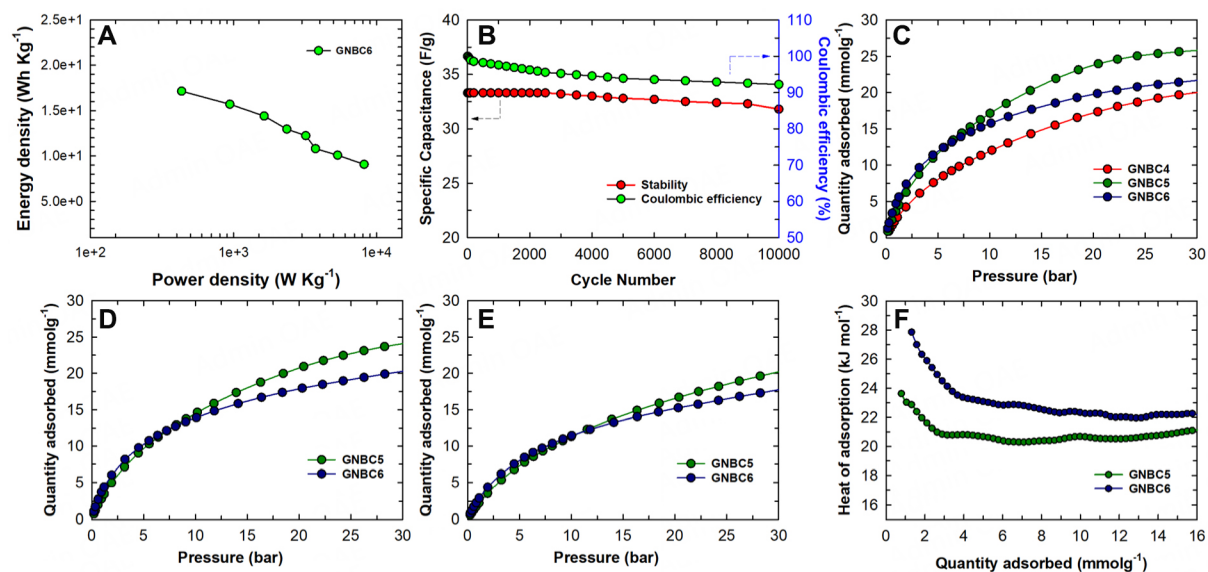 A
GNBC6
Energy density (Wh Kg-1)
2.5e+1
2.0e+1
1.5e+1
1.0e+1
5.0e+0
1e+2
1e+3
1e+4
Power density (W Kg-1)
B
Stability
Coulombic efficiency
Specific Capacitance (F/g)
40
38
35
33
30
28
25
23
20
0 2000 4000 6000 8000 10000
Cycle Number
110
100
90
80
70
60
50
Coulombic efficiency (%)
C
GNBC4
GNBC5
GNBC6
Quantity adsorbed (mmolg-1)
30
25
20
15
10
5
0
0 5 10 15 20 25 30
Pressure (bar)
D
GNBC5
GNBC6
Quantity adsorbed (mmolg-1)
30
25
20
15
10
5
0
0 5 10 15 20 25 30
Pressure (bar)
E
GNBC5
GNBC6
Quantity adsorbed (mmolg-1)
30
25
20
15
10
5
0
0 5 10 15 20 25 30
Pressure (bar)
F
GNBC5
GNBC6
Heat of adsorption (kJ mol-1)
30
28
26
24
22
20
18
16
0 2 4 6 8 10 12 14 16
Quantity adsorbed (mmolg-1)